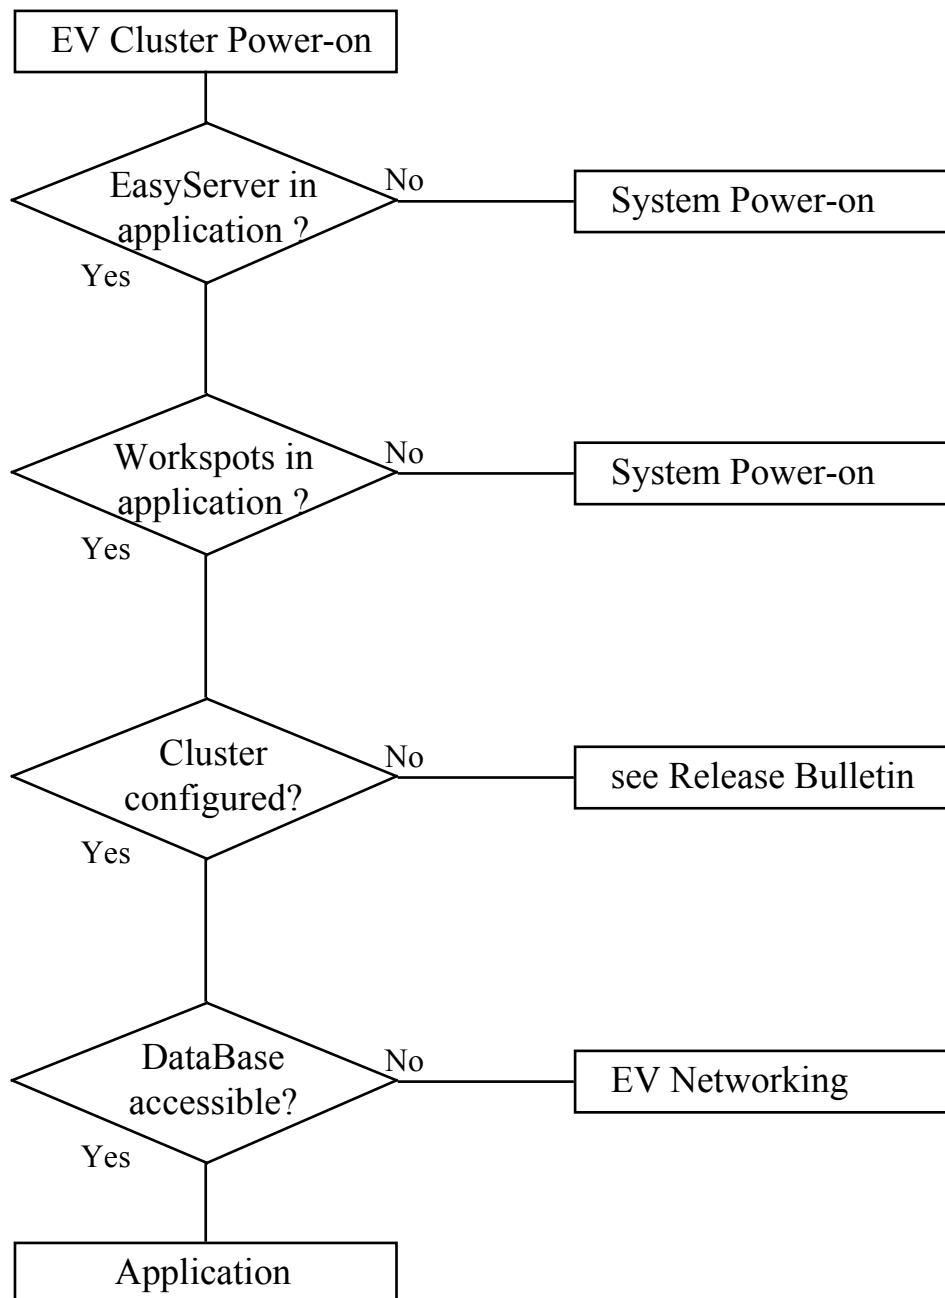 EV Cluster Power-on
EasyServer in
application ?
No
System Power-on
Yes
Workspots in
application ?
No
System Power-on
Yes
Cluster
configured?
No
see Release Bulletin
Yes
DataBase
accessible?
No
EV Networking
Yes
Application